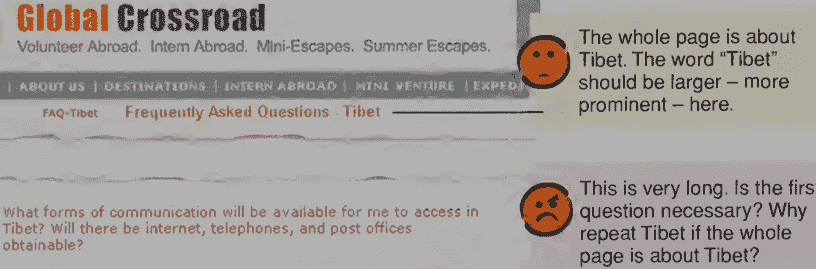 Global Crossroad
Volunteer Abroad. Intern Abroad. Mini-Escapes. Summer Escapes.
| ABOUT US | DESTINATIONS | INTERN ABROAD | MINI VENTURE | EXPED
FAQ-Tibet Frequently Asked Questions - Tibet
The whole page is about
Tibet. The word “Tibet”
should be larger – more
prominent – here.
What forms of communication will be available for me to access in
Tibet? Will there be internet, telephones, and post offices
obtainable?
This is very long. Is the first
question necessary? Why
repeat Tibet if the whole
page is about Tibet?